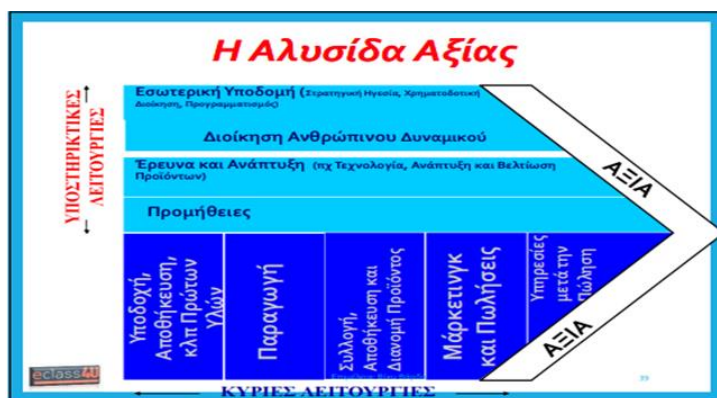 Η Αλυσίδα Αξίας
Εσωτερική Υποδομή (Στρατηγική Ηγεσία, Χρηματοδοτική
Διοίκηση, Προγραμματισμός)
Διοίκηση Ανθρώπινου Δυναμικού
Έρευνα και Ανάπτυξη (πχ Τεχνολογία, Ανάπτυξη και Βελτίωση
Προϊόντων)
Προμήθειες
ΥΠΟΣΤΗΡΙΚΤΙΚΕΣ
ΛΕΙΤΟΥΡΓΙΕΣ
ΑΞΙΑ
Υποδοχή,
Αποθήκευση,
κλπ Πρώτων
Υλών
Παραγωγή
Συλλογή,
Αποθήκευση και
Διανομή Προϊόντος
Μάρκετινγκ
και Πωλήσεις
Υπηρεσίες
μετά την
Πώληση
ΑΞΙΑ
eclass4U
ΚΥΡΙΕΣ ΛΕΙΤΟΥΡΓΙΕΣ